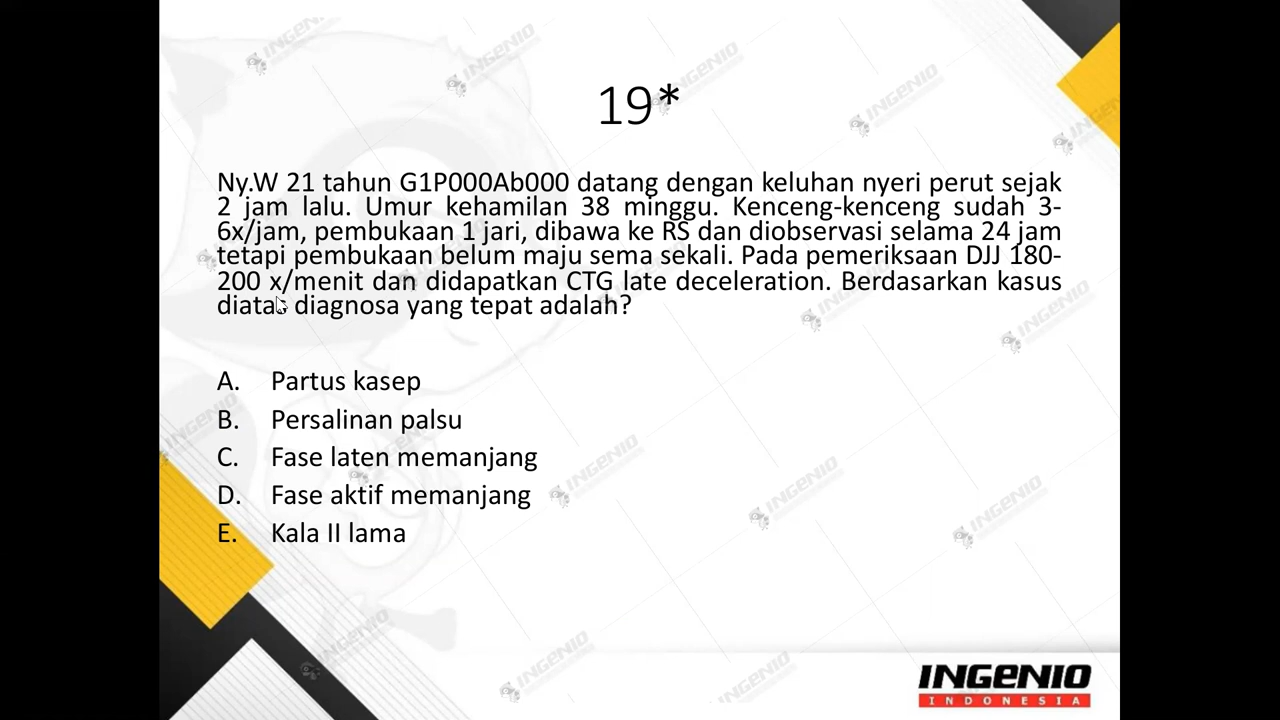 19*
Ny.W 21 tahun G1P000Ab000 datang dengan keluhan nyeri perut sejak
2 jam lalu. Umur kehamilan 38 minggu. Kenceng-kenceng sudah 3-
6x/jam, pembukaan 1 jari, dibawa ke RS dan diobservasi selama 24 jam
tetapi pembukaan belum maju sema sekali. Pada pemeriksaan DJJ 180-
200 x/menit dan didapatkan CTG late deceleration. Berdasarkan kasus
diatas diagnosa yang tepat adalah?
A. Partus kasep
B. Persalinan palsu
C. Fase laten memanjang
D. Fase aktif memanjang
E. Kala II lama
INGENIO
INDONESIA